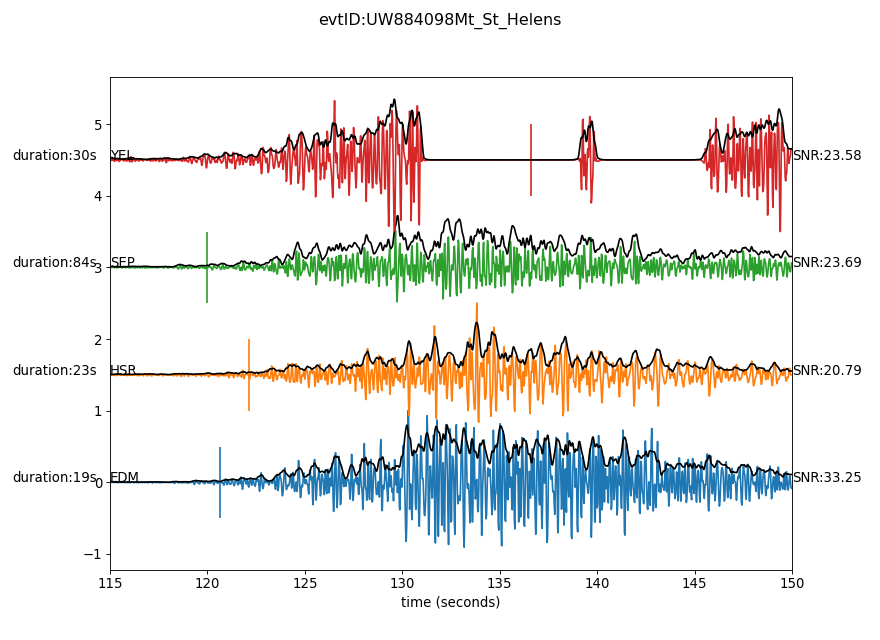 evtID:UW884098Mt_St_Helens
5
duration:30s YEL SNR:23.58
4
duration:84s SEP SNR:23.69
3
2
duration:23s HSR SNR:20.79
1
duration:19s EDM SNR:33.25
0
−1
115 120 125 130 135 140 145 150
time (seconds)